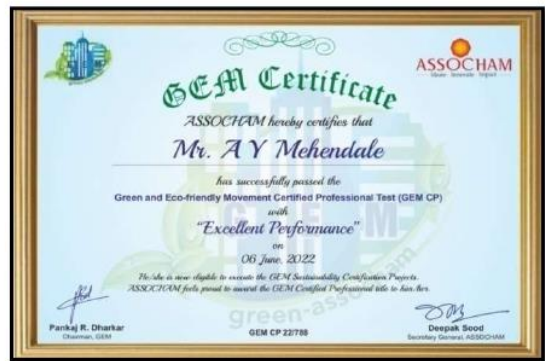 ASSOCHAM
GEM Certificate
ASSOCHAM hereby certifies that
Mr. A Y Mehendale
has successfully passed the
Green and Eco-friendly Movement Certified Professional Test (GEM CP)
with
"Excellent Performance"
on
06 June, 2022
He/she is now eligible to execute the GEM Sustainability Certification Projects.
ASSOCHAM feels proud to award the GEM Certified Professional title to him/her.
green-assocham
Pankaj R. Dharkar
Chairman, GEM
GEM CP 22/788
Deepak Sood
Secretary General, ASSOCHAM